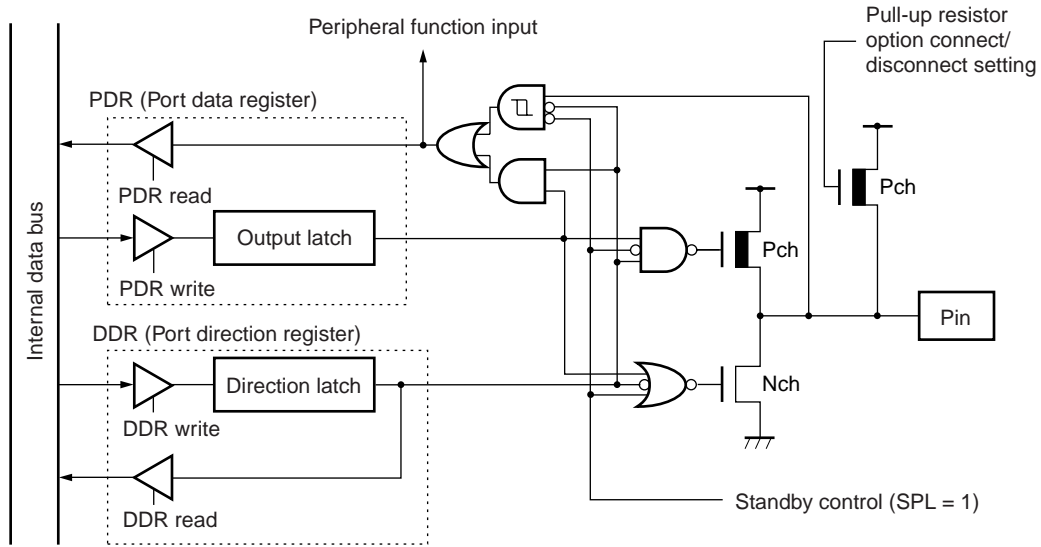 Peripheral function input
Pull-up resistor
option connect/
disconnect setting
PDR (Port data register)
Pch
PDR read
Output latch
Pch
PDR write
Internal data bus
Pin
DDR (Port direction register)
Direction latch
Nch
DDR write
Standby control (SPL = 1)
DDR read